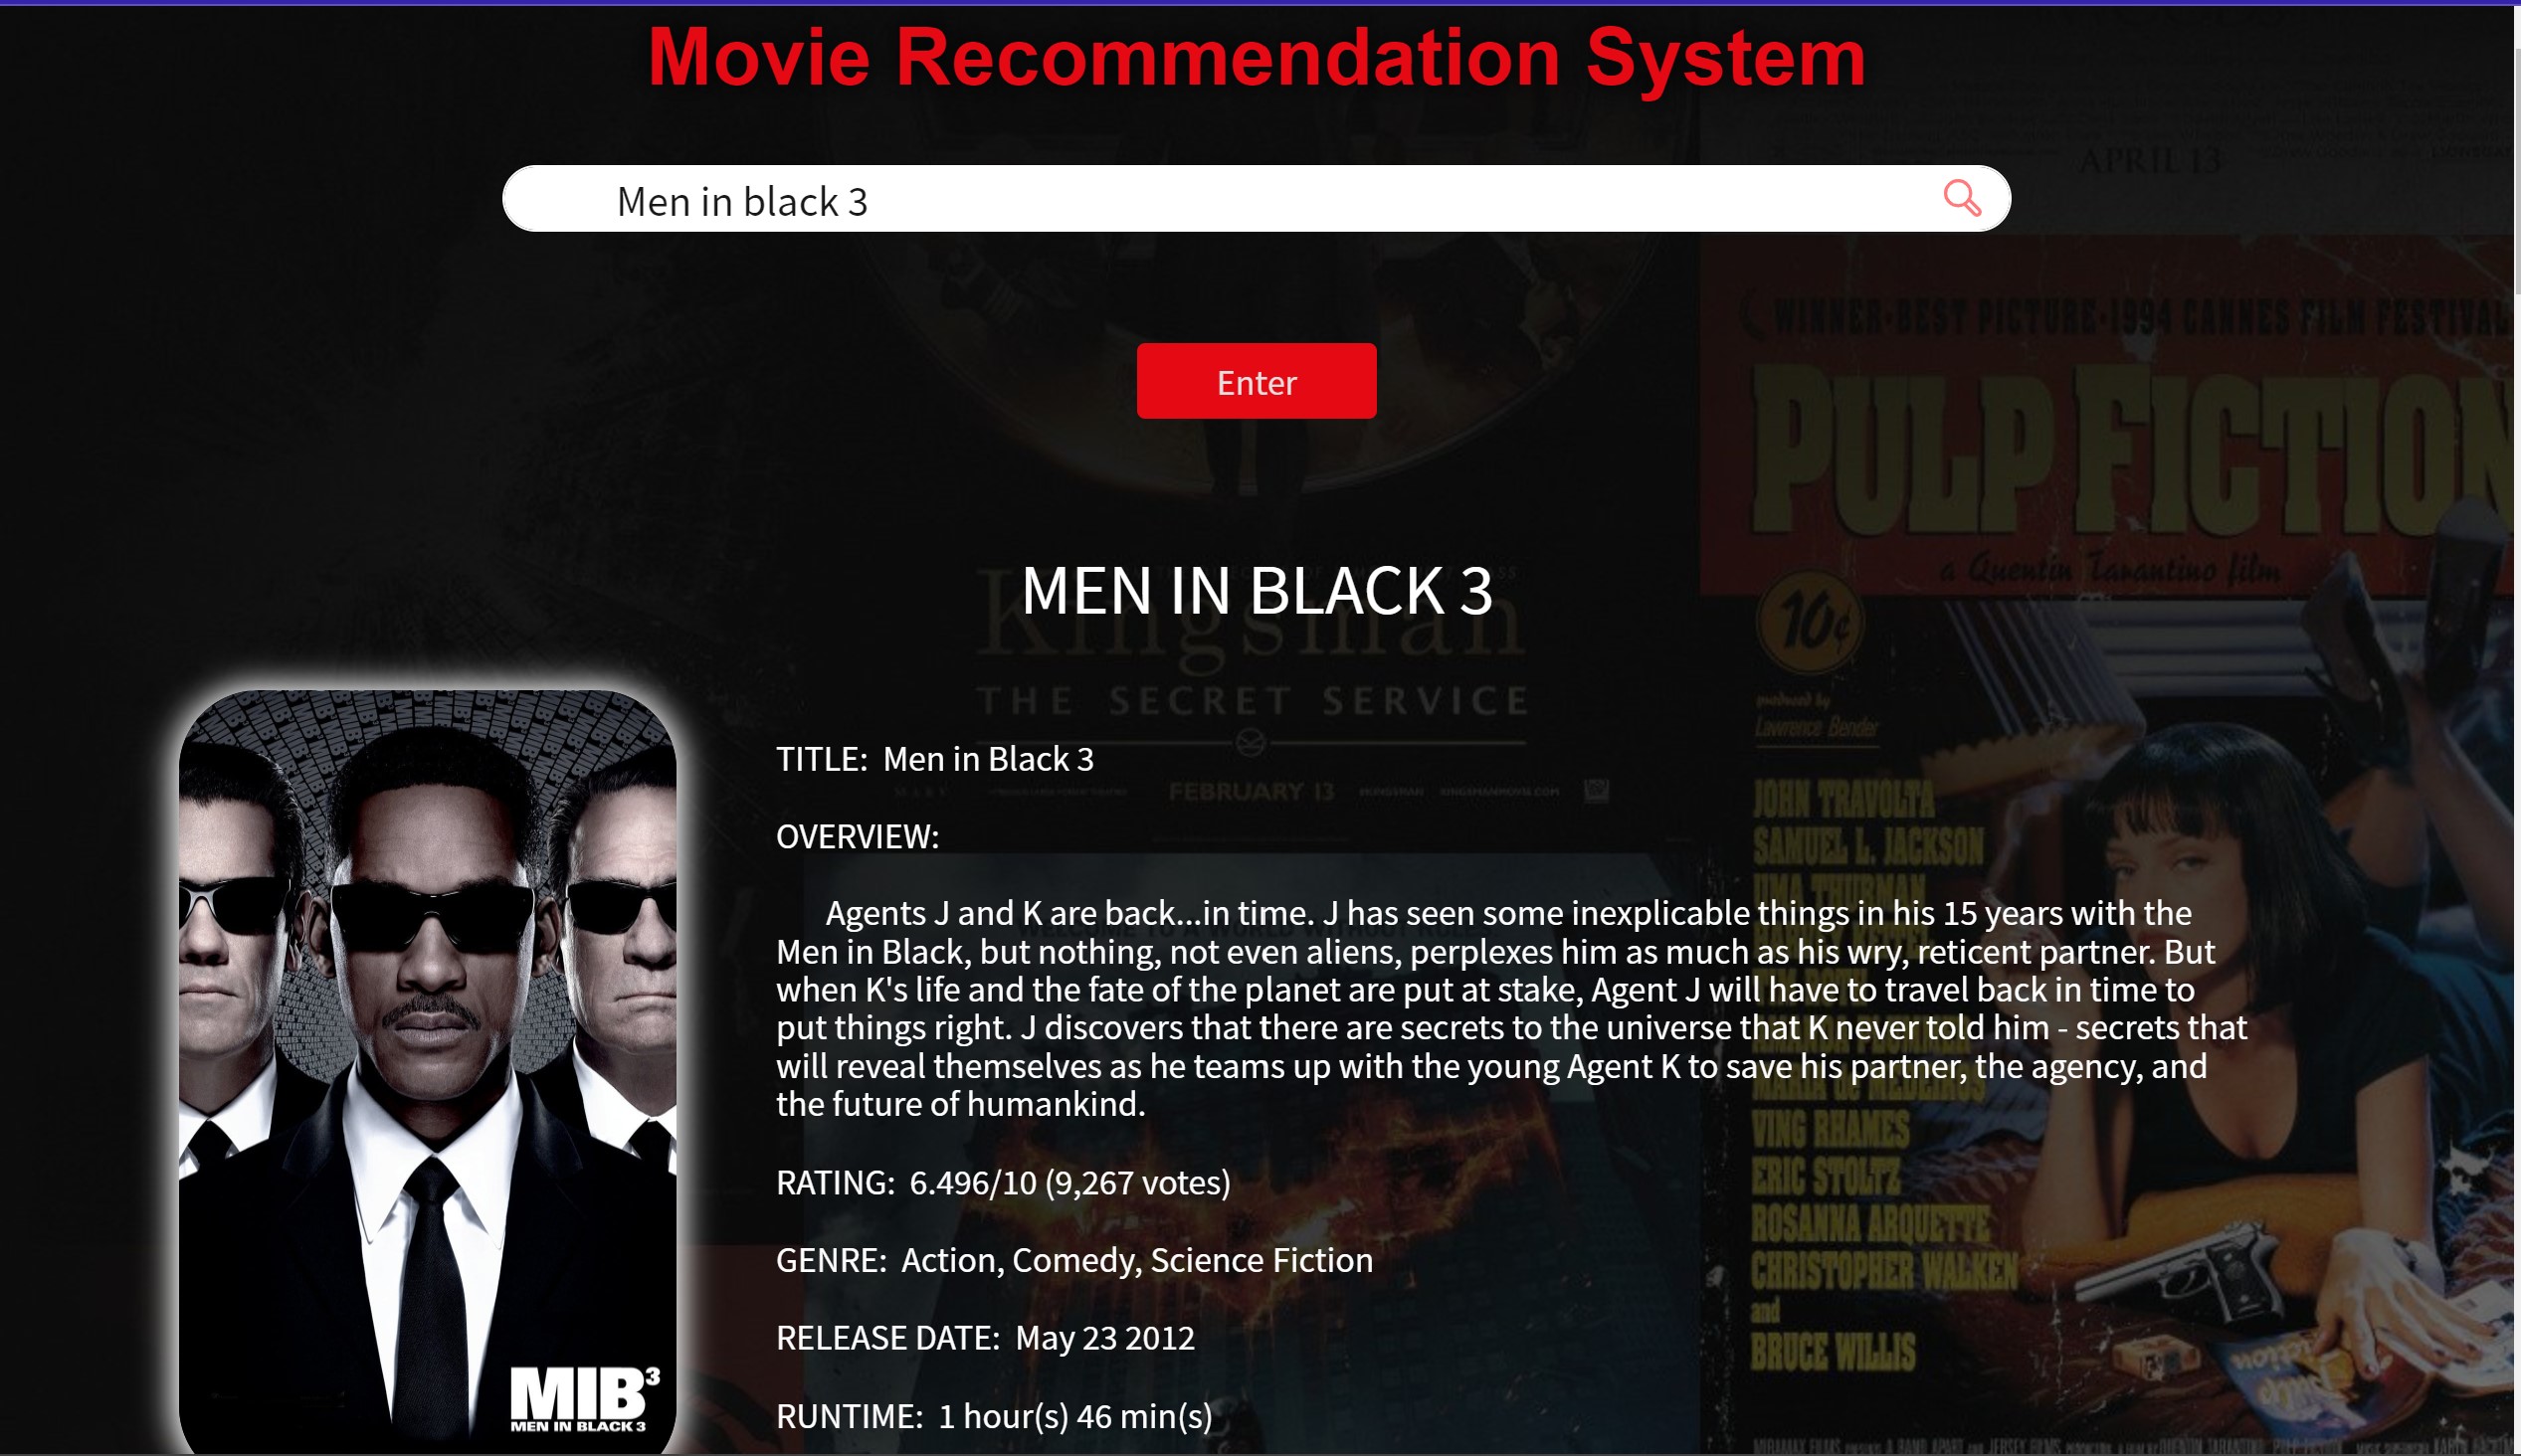 Movie Recommendation System
Men in black 3
APRIL 13
Enter
WINNER·BEST PICTURE·1994 CANNES FILM FESTIVAL
PULP FICTION
a Quentin Tarantino film
10¢
produced by
Lawrence Bender
MEN IN BLACK 3
Kingsman
THE SECRET SERVICE
FEBRUARY 13
TITLE: Men in Black 3
OVERVIEW:
Agents J and K are back...in time. J has seen some inexplicable things in his 15 years with the
Men in Black, but nothing, not even aliens, perplexes him as much as his wry, reticent partner. But
when K's life and the fate of the planet are put at stake, Agent J will have to travel back in time to
put things right. J discovers that there are secrets to the universe that K never told him - secrets that
will reveal themselves as he teams up with the young Agent K to save his partner, the agency, and
the future of humankind.
RATING: 6.496/10 (9,267 votes)
GENRE: Action, Comedy, Science Fiction
RELEASE DATE: May 23 2012
RUNTIME: 1 hour(s) 46 min(s)
MIB³
MEN IN BLACK 3
JOHN TRAVOLTA
SAMUEL L. JACKSON
UMA THURMAN
VING RHAMES
ERIC STOLTZ
ROSANNA ARQUETTE
CHRISTOPHER WALKEN
and
BRUCE WILLIS